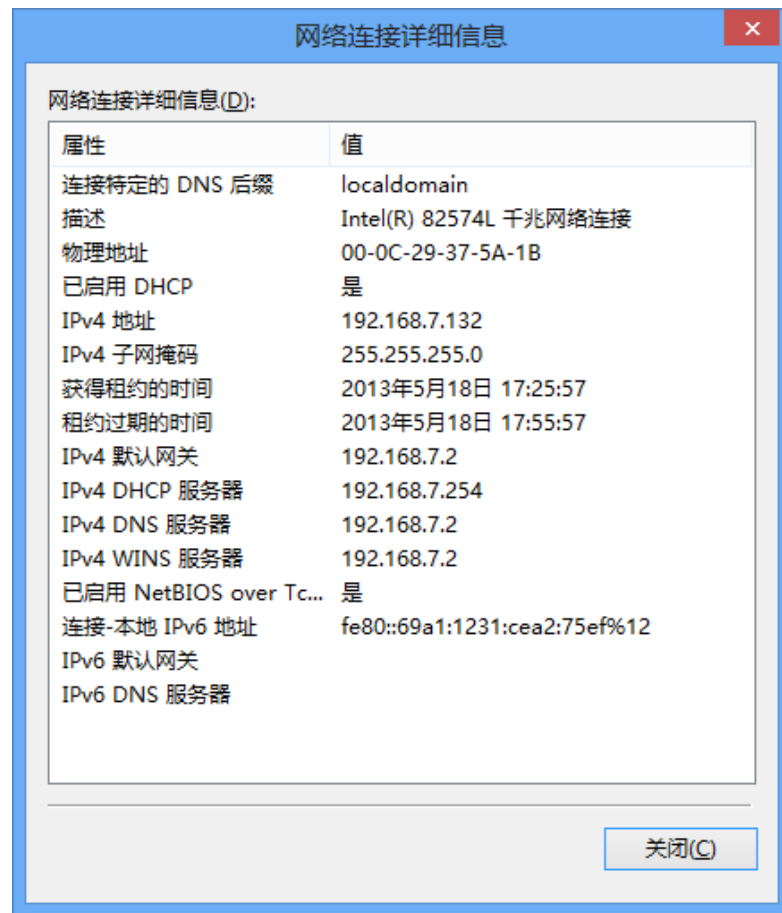 网络连接详细信息
网络连接详细信息(D):
属性 值
连接特定的 DNS 后缀 localdomain
描述 Intel(R) 82574L 千兆网络连接
物理地址 00-0C-29-37-5A-1B
已启用 DHCP 是
IPv4 地址 192.168.7.132
IPv4 子网掩码 255.255.255.0
获得租约的时间 2013年5月18日 17:25:57
租约过期的时间 2013年5月18日 17:55:57
IPv4 默认网关 192.168.7.2
IPv4 DHCP 服务器 192.168.7.254
IPv4 DNS 服务器 192.168.7.2
IPv4 WINS 服务器 192.168.7.2
已启用 NetBIOS over Tc... 是
连接-本地 IPv6 地址 fe80::69a1:1231:cea2:75ef%12
IPv6 默认网关
IPv6 DNS 服务器
关闭(C)